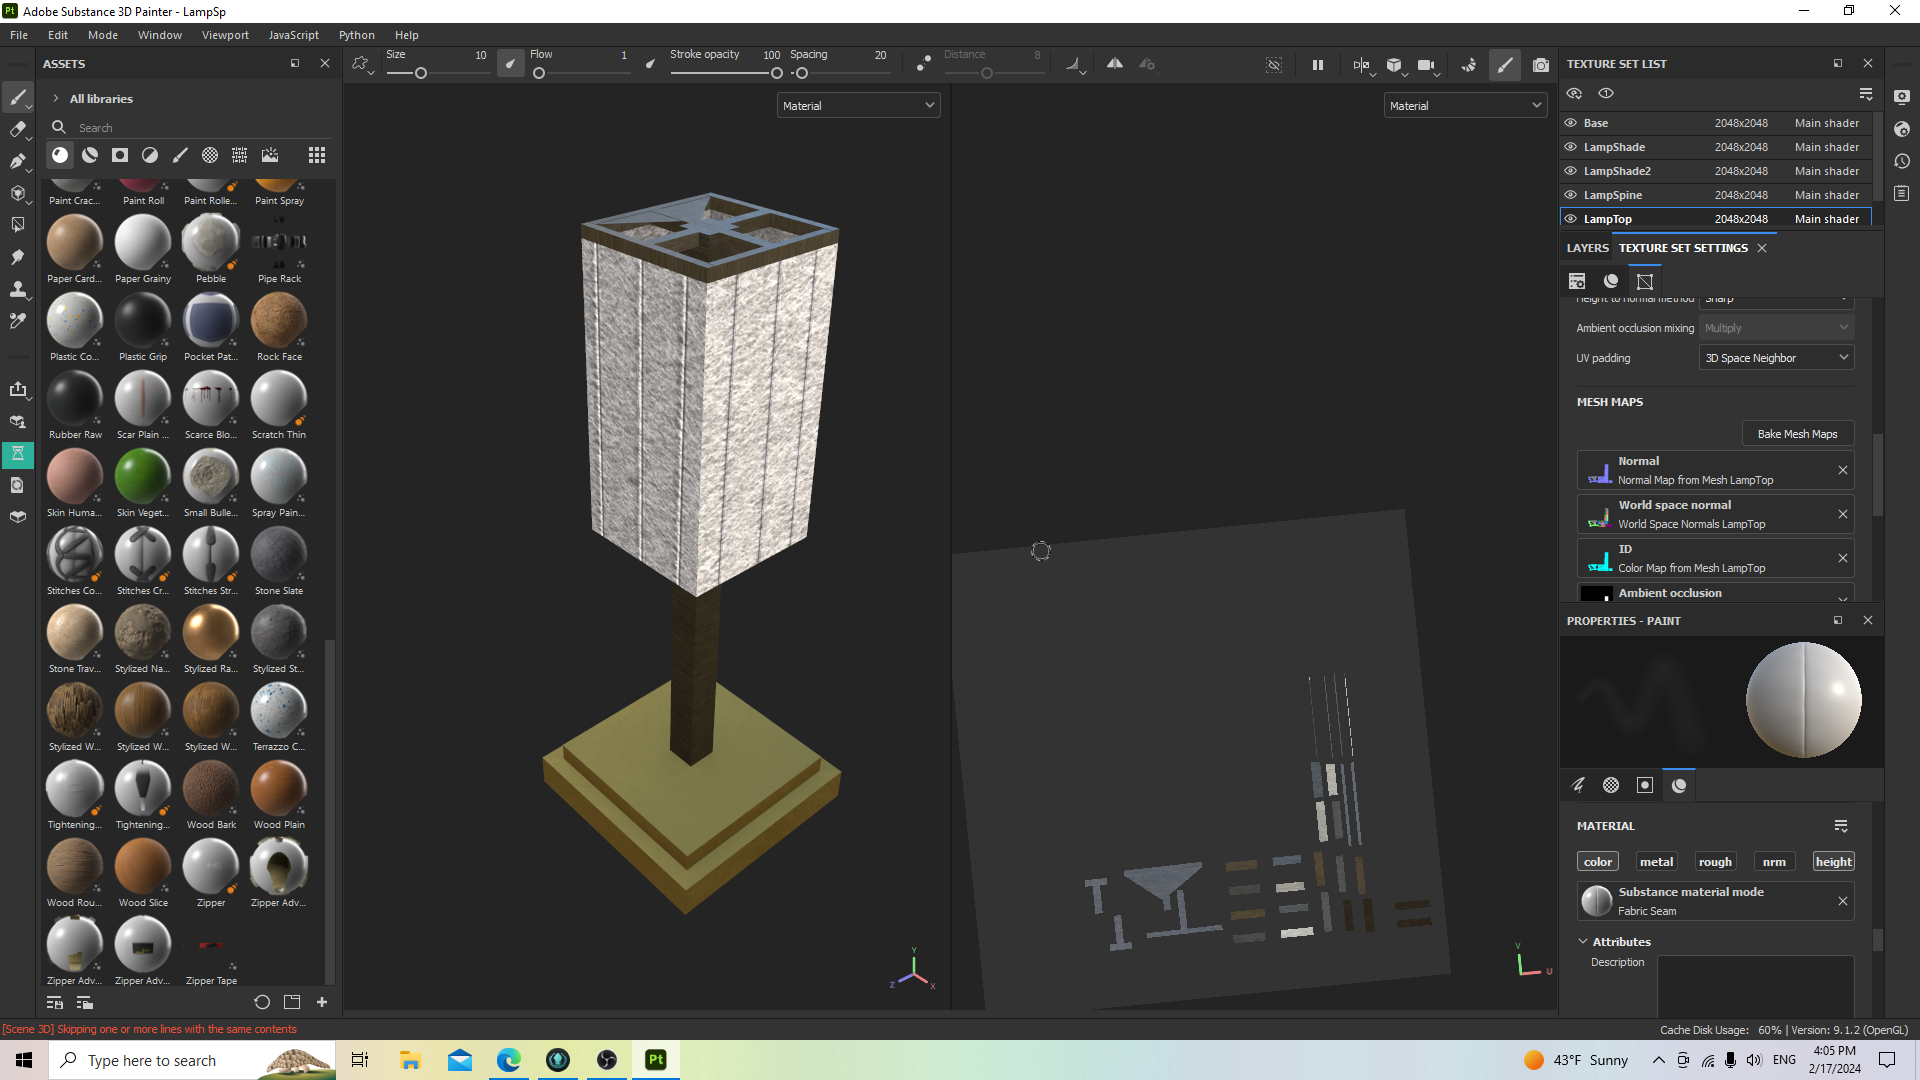 Adobe Substance 3D Painter - LampSp
File Edit Mode Window Viewport JavaScript Python Help
ASSETS
All libraries
Search
Paint Crac... Paint Roll Paint Rolle... Paint Spray
Paper Card... Paper Grainy Pebble Pipe Rack
Plastic Co... Plastic Grip Pocket Pat... Rock Face
Rubber Raw Scar Plain ... Scarce Blo... Scratch Thin
Skin Huma... Skin Veget... Small Bulle... Spray Pain...
Stitches Co... Stitches Cr... Stitches Str... Stone Slate
Stone Trav... Stylized Na... Stylized Ra... Stylized St...
Stylized W... Stylized W... Stylized W... Terrazzo C...
Tightening... Tightening... Wood Bark Wood Plain
Wood Rou... Wood Slice Zipper Zipper Adv...
Zipper Adv... Zipper Adv... Zipper Tape
Size 10 Flow 1 Stroke opacity 100 Spacing 20 Distance 8
Material
Material
Y
Z
X
V
U
TEXTURE SET LIST
Base 2048x2048 Main shader
LampShade 2048x2048 Main shader
LampShade2 2048x2048 Main shader
LampSpine 2048x2048 Main shader
LampTop 2048x2048 Main shader
LAYERS TEXTURE SET SETTINGS
Height to normal method Sharp
Ambient occlusion mixing Multiply
UV padding 3D Space Neighbor
MESH MAPS
Bake Mesh Maps
Normal
Normal Map from Mesh LampTop
World space normal
World Space Normals LampTop
ID
Color Map from Mesh LampTop
Ambient occlusion
PROPERTIES - PAINT
MATERIAL
color metal rough nrm height
Substance material mode
Fabric Seam
Attributes
Description
[Scene 3D] Skipping one or more lines with the same contents
Cache Disk Usage: 60% | Version: 9.1.2 (OpenGL)
Type here to search
Pt
43°F Sunny
ENG
4:05 PM
2/17/2024